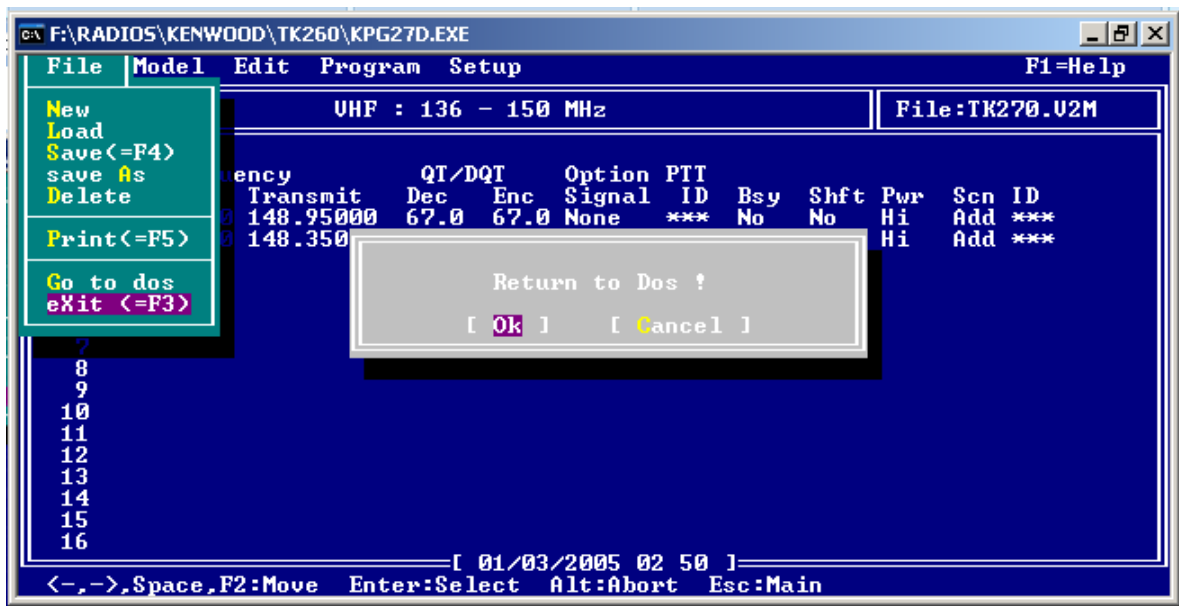 F:\RADIOS\KENWOOD\TK260\KPG27D.EXE
File Model Edit Program Setup F1=Help
New VHF : 136 - 150 MHz File:TK270.V2M
Load
Save(=F4)
save As ency QT/DQT Option PTT
Delete Transmit Dec Enc Signal ID Bsy Shft Pwr Scn ID
0 148.95000 67.0 67.0 None *** No No Hi Add ***
Print(=F5) 0 148.350 Hi Add ***
Go to dos Return to Dos !
eXit (=F3)
[ Ok ] [ Cancel ]
7
8
9
10
11
12
13
14
15
16
[ 01/03/2005 02 50 ]
<-,->,Space,F2:Move Enter:Select Alt:Abort Esc:Main